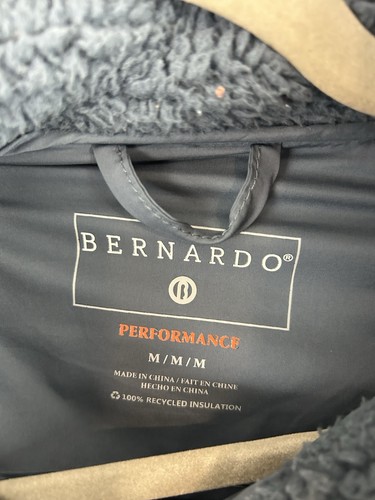 BERNARDO®
B
PERFORMANCE
M / M / M
MADE IN CHINA / FAIT EN CHINE
HECHO EN CHINA
♲ 100% RECYCLED INSULATION